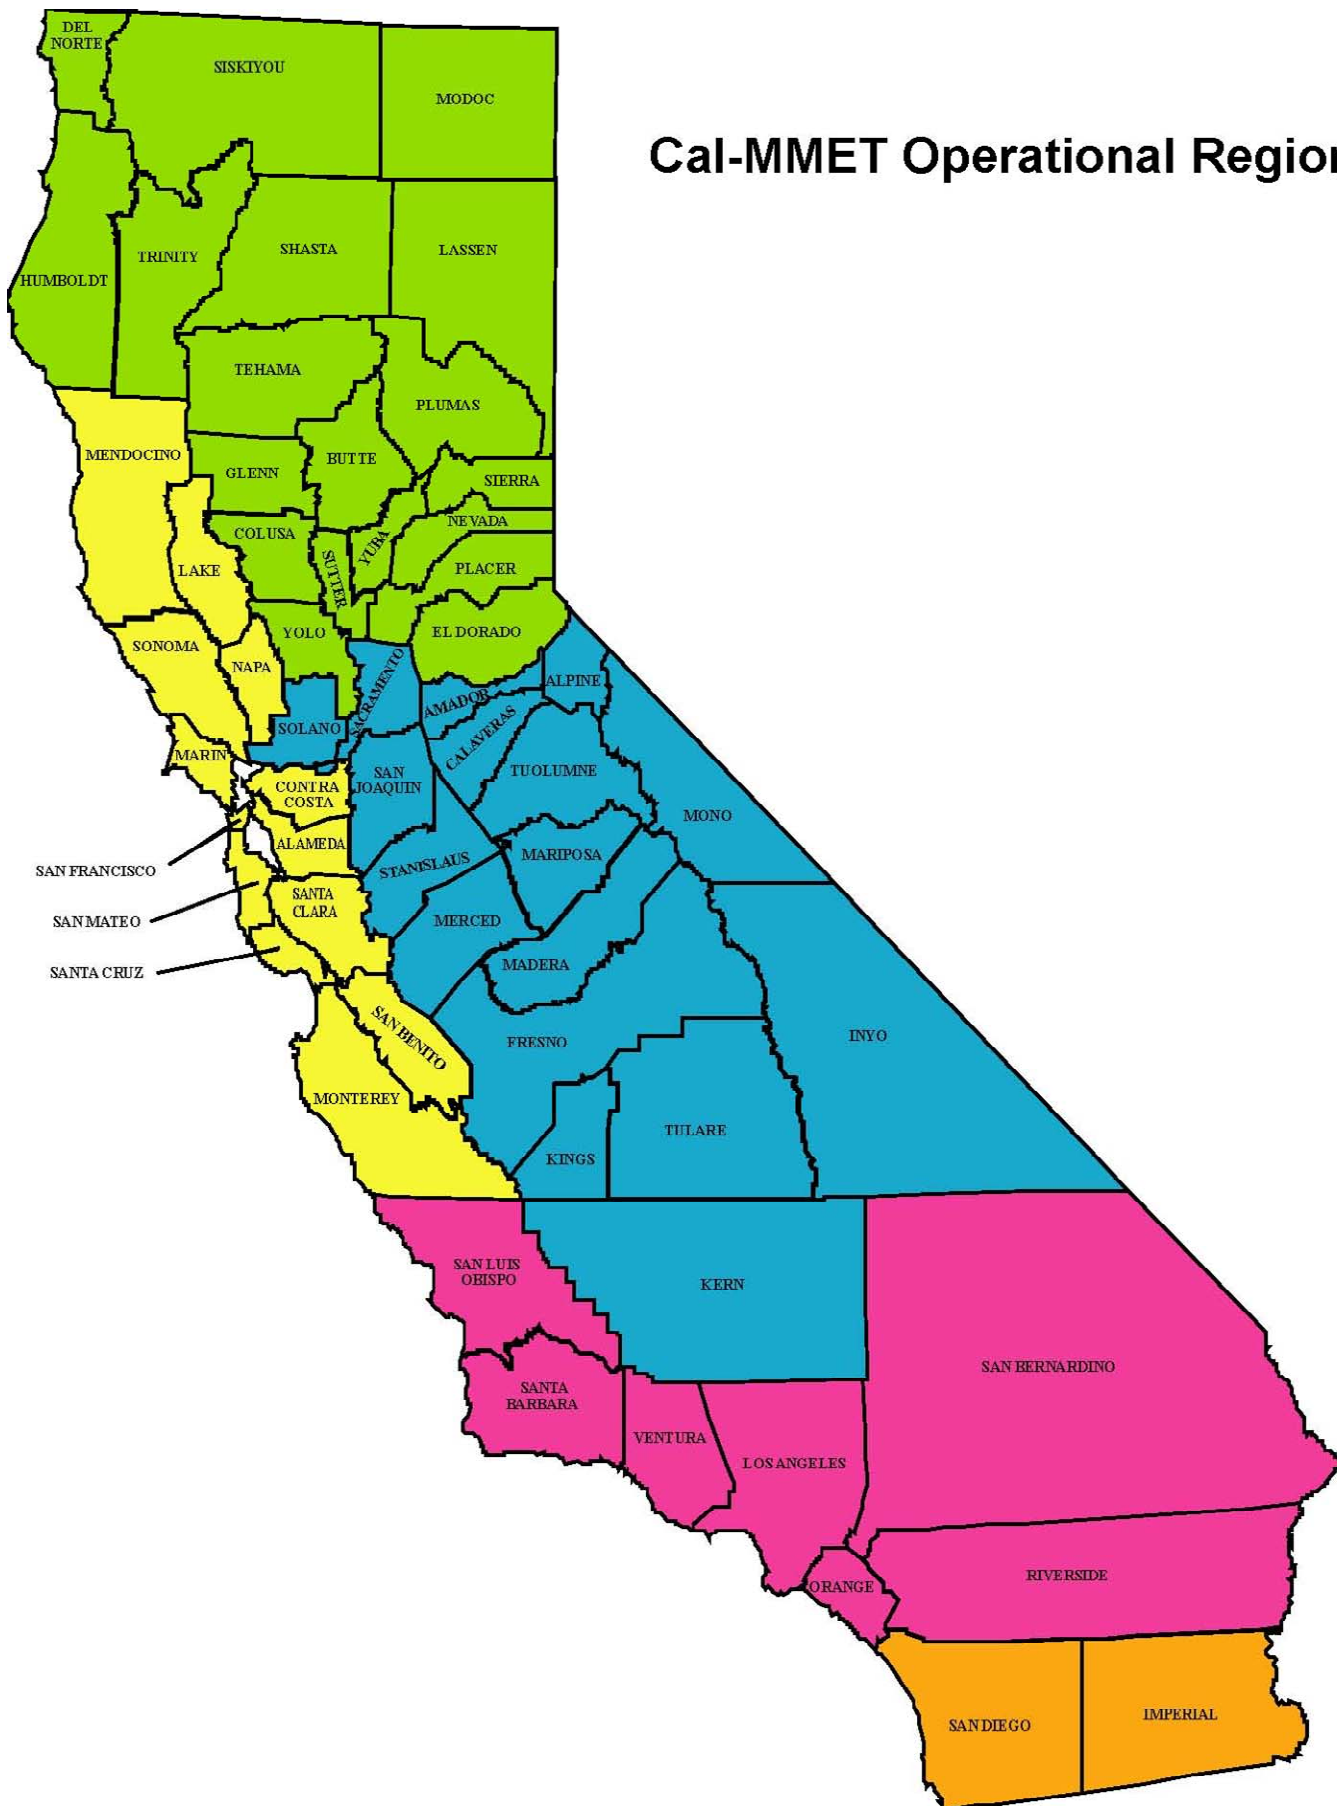 DEL
NORTE
SISKIYOU
MODOC
Cal-MMET Operational Region
HUMBOLDT
TRINITY
SHASTA
LASSEN
TEHAMA
PLUMAS
MENDOCINO
GLENN
BUTTE
SIERRA
COLUSA
SUTTER
YUBA
NEVADA
LAKE
PLACER
SONOMA
NAPA
YOLO
EL DORADO
SACRAMENTO
AMADOR
ALPINE
SOLANO
CALAVERAS
MARIN
CONTRA
COSTA
SAN
JOAQUIN
TUOLUMNE
MONO
SAN FRANCISCO
ALAMEDA
STANISLAUS
MARIPOSA
SAN MATEO
SANTA
CLARA
MERCED
SANTA CRUZ
MADERA
SAN BENITO
FRESNO
INYO
MONTEREY
KINGS
TULARE
SAN LUIS
OBISPO
KERN
SAN BERNARDINO
SANTA
BARBARA
VENTURA
LOS ANGELES
ORANGE
RIVERSIDE
SAN DIEGO
IMPERIAL